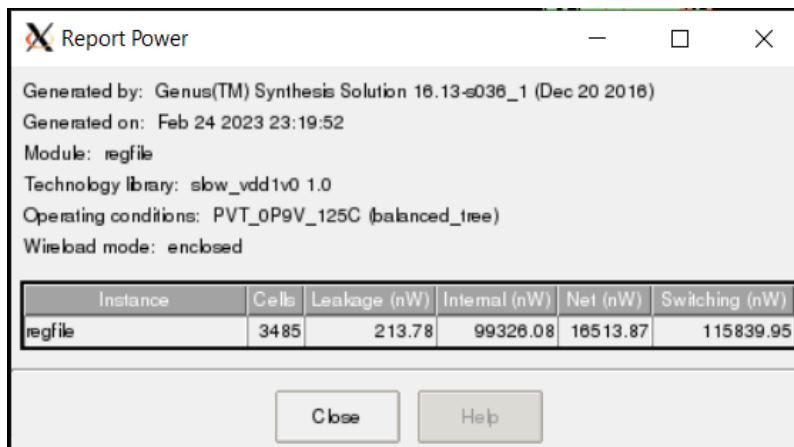 Report Power
Generated by: Genus(TM) Synthesis Solution 16.13-s036_1 (Dec 20 2016)
Generated on: Feb 24 2023 23:19:52
Module: regfile
Technology library: slow_vdd1v0 1.0
Operating conditions: PVT_0P9V_125C (balanced_tree)
Wireload mode: enclosed
Instance Cells Leakage (nW) Internal (nW) Net (nW) Switching (nW)
regfile 3485 213.78 99326.08 16513.87 115839.95
Close Help